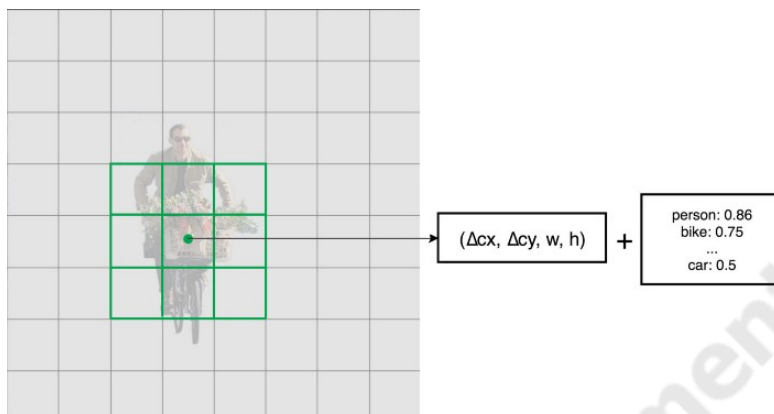 (Δcx, Δcy, w, h)
+
person: 0.86
bike: 0.75
...
car: 0.5